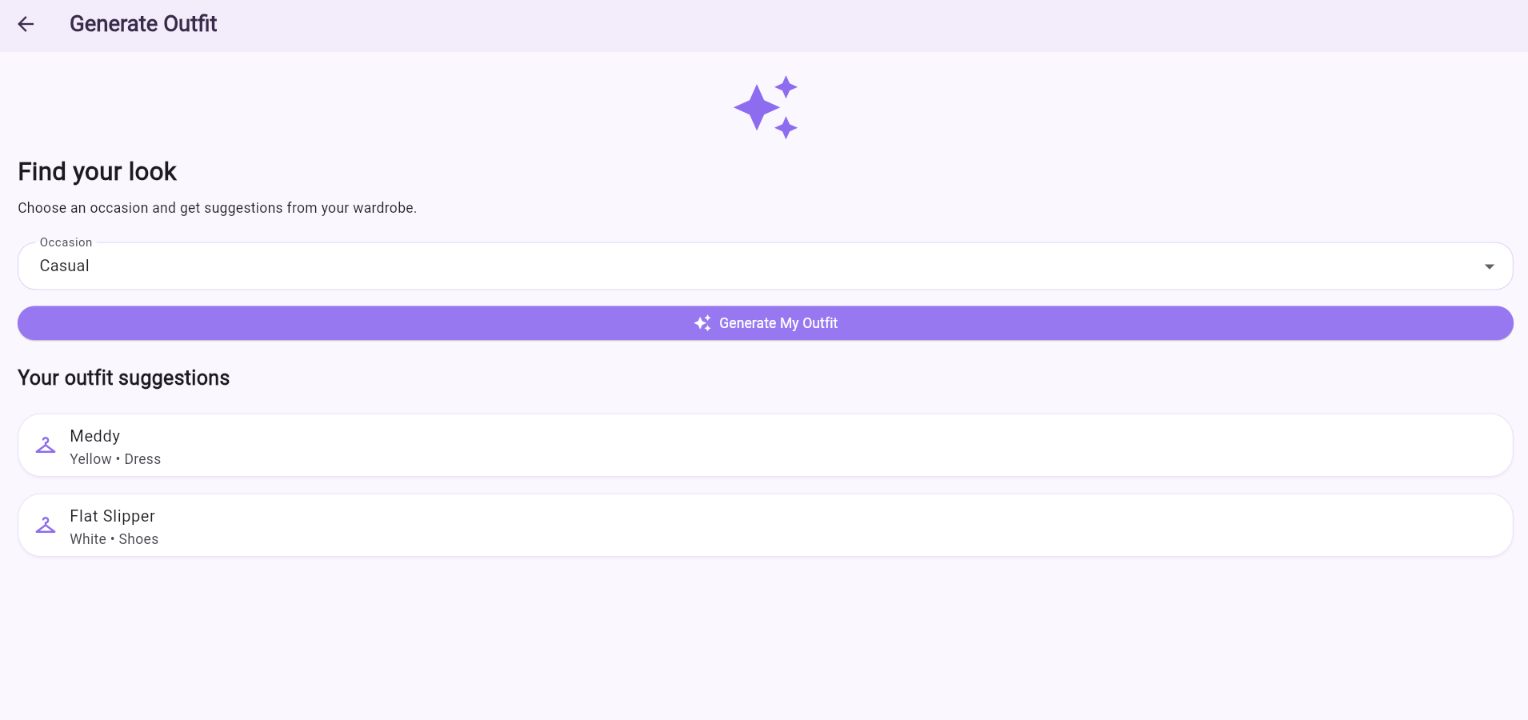 Generate Outfit
Find your look
Choose an occasion and get suggestions from your wardrobe.
Occasion
Casual
Generate My Outfit
Your outfit suggestions
Meddy
Yellow • Dress
Flat Slipper
White • Shoes